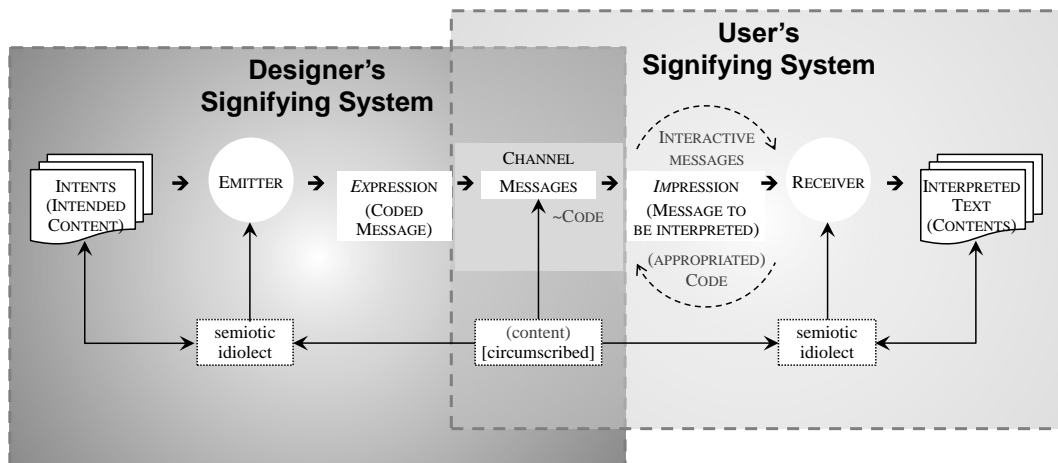 User's
Signifying System
Designer's
Signifying System
INTENTS
(INTENDED
CONTENT)
EMITTER
EXPRESSION
(CODED
MESSAGE)
CHANNEL
MESSAGES
~CODE
INTERACTIVE
MESSAGES
IMPRESSION
(MESSAGE TO
BE INTERPRETED)
(APPROPRIATED)
CODE
RECEIVER
INTERPRETED
TEXT
(CONTENTS)
semiotic
idiolect
(content)
[circumscribed]
semiotic
idiolect